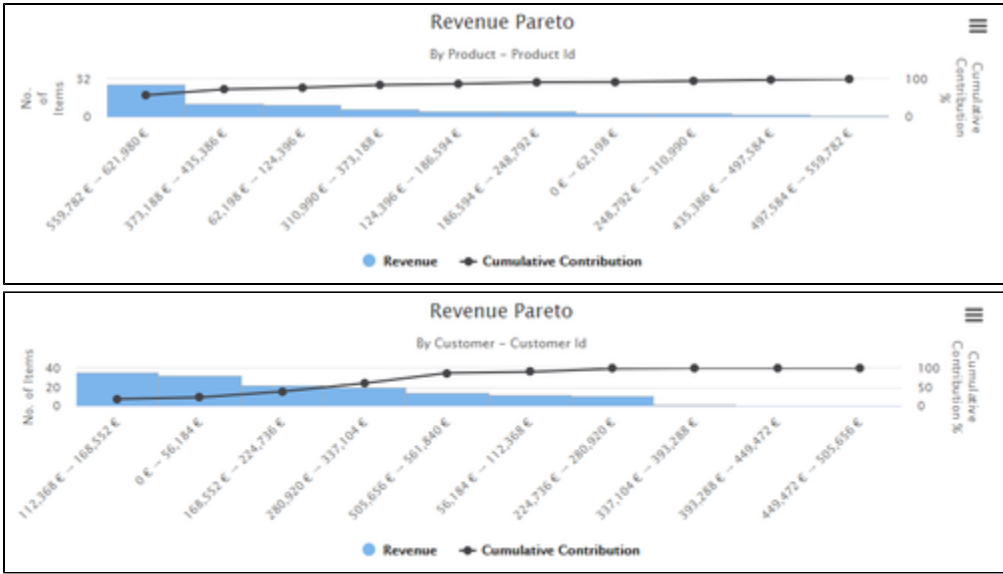 Revenue Pareto
By Product – Product Id
No. of Items
32
0
100
0
Cumulative Contribution %
559,782 € – 621,980 €
373,188 € – 435,386 €
62,198 € – 124,396 €
310,990 € – 373,188 €
124,396 € – 186,594 €
186,594 € – 248,792 €
0 € – 62,198 €
248,792 € – 310,990 €
435,386 € – 497,584 €
497,584 € – 559,782 €
Revenue
Cumulative Contribution
Revenue Pareto
By Customer – Customer Id
No. of Items
40
20
0
100
50
0
Cumulative Contribution %
112,368 € – 168,552 €
0 € – 56,184 €
168,552 € – 224,736 €
280,920 € – 337,104 €
505,656 € – 561,840 €
56,184 € – 112,368 €
224,736 € – 280,920 €
337,104 € – 393,288 €
393,288 € – 449,472 €
449,472 € – 505,656 €
Revenue
Cumulative Contribution